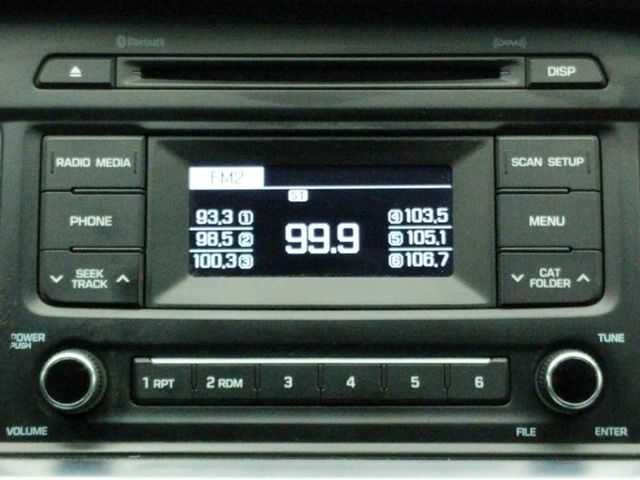 Bluetooth
DISP
RADIO MEDIA
SCAN SETUP
FM2
ST
PHONE
MENU
93,3 1
98,5 2
100,3 3
99.9
4 103,5
5 105,1
6 106,7
SEEK
TRACK
CAT
FOLDER
POWER
PUSH
TUNE
1 RPT
2 RDM
3
4
5
6
VOLUME
FILE
ENTER